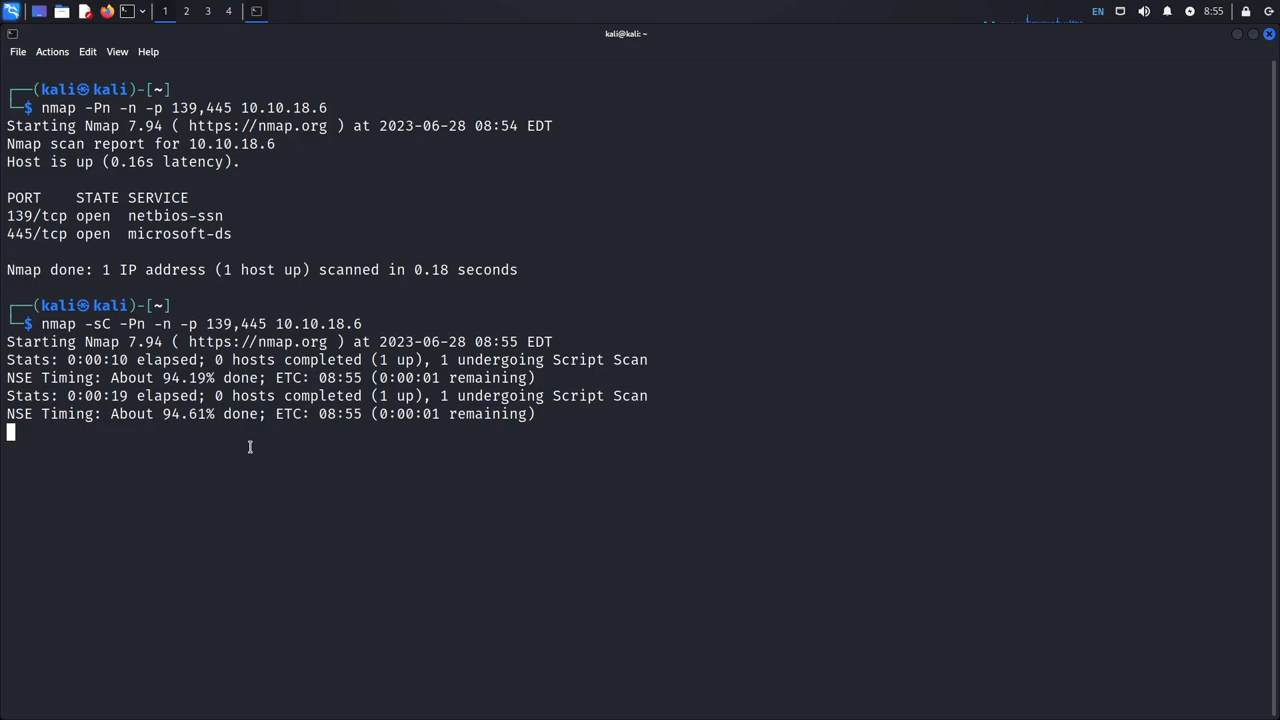 1 2 3 4
EN 8:55
kali@kali: ~
File Actions Edit View Help
┌──(kali㉿kali)-[~]
└─$ nmap -Pn -n -p 139,445 10.10.18.6
Starting Nmap 7.94 ( https://nmap.org ) at 2023-06-28 08:54 EDT
Nmap scan report for 10.10.18.6
Host is up (0.16s latency).
PORT    STATE SERVICE
139/tcp open  netbios-ssn
445/tcp open  microsoft-ds
Nmap done: 1 IP address (1 host up) scanned in 0.18 seconds
┌──(kali㉿kali)-[~]
└─$ nmap -sC -Pn -n -p 139,445 10.10.18.6
Starting Nmap 7.94 ( https://nmap.org ) at 2023-06-28 08:55 EDT
Stats: 0:00:10 elapsed; 0 hosts completed (1 up), 1 undergoing Script Scan
NSE Timing: About 94.19% done; ETC: 08:55 (0:00:01 remaining)
Stats: 0:00:19 elapsed; 0 hosts completed (1 up), 1 undergoing Script Scan
NSE Timing: About 94.61% done; ETC: 08:55 (0:00:01 remaining)